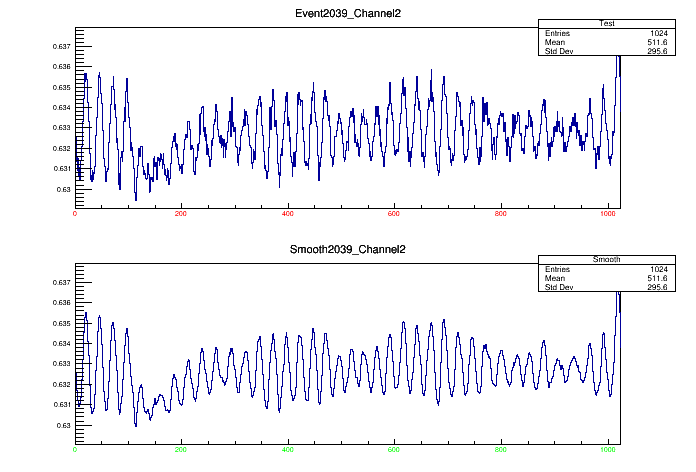 Event2039_Channel2
Test
Entries 1024
Mean 511.6
Std Dev 295.6
0.637
0.636
0.635
0.634
0.633
0.632
0.631
0.63
0 200 400 600 800 1000
Smooth2039_Channel2
Smooth
Entries 1024
Mean 511.6
Std Dev 295.6
0.637
0.636
0.635
0.634
0.633
0.632
0.631
0.63
0 200 400 600 800 1000